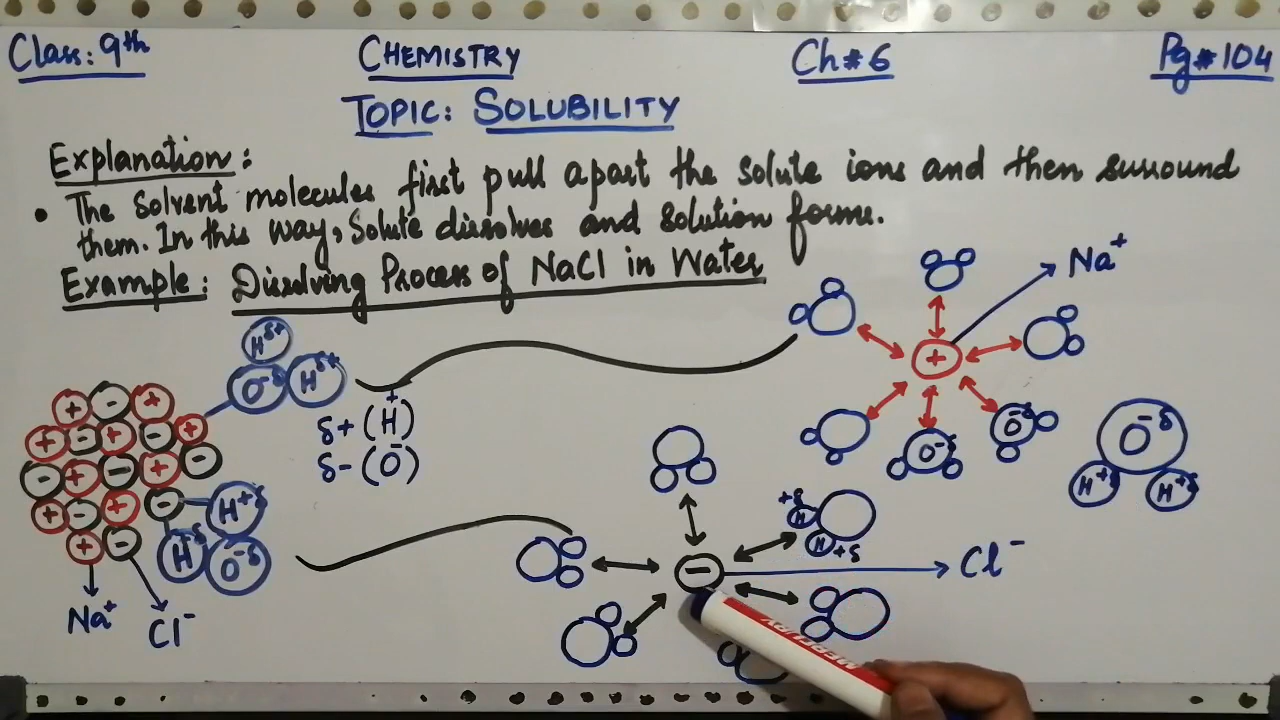 Class: 9th
CHEMISTRY
Ch#6
Pg#104
TOPIC: SOLUBILITY
Explanation:
• The solvent molecules first pull apart the solute ions and then surround
them. In this way, Solute dissolves and solution forms.
Example: Dissolving Process of NaCl in Water
Na⁺
H^δ+
O^-δ H^δ+
δ+ (H⁺)
δ- (O⁻)
+
+ - +
+ - + - +
- + - + -
+ - + -
+ -
H^+δ
H^δ O^-δ
Na⁺
Cl⁻
O^-δ
O^-δ
O^-δ
H^+δ H^+δ
+δ
H
H +δ
-
Cl⁻
MERCURY